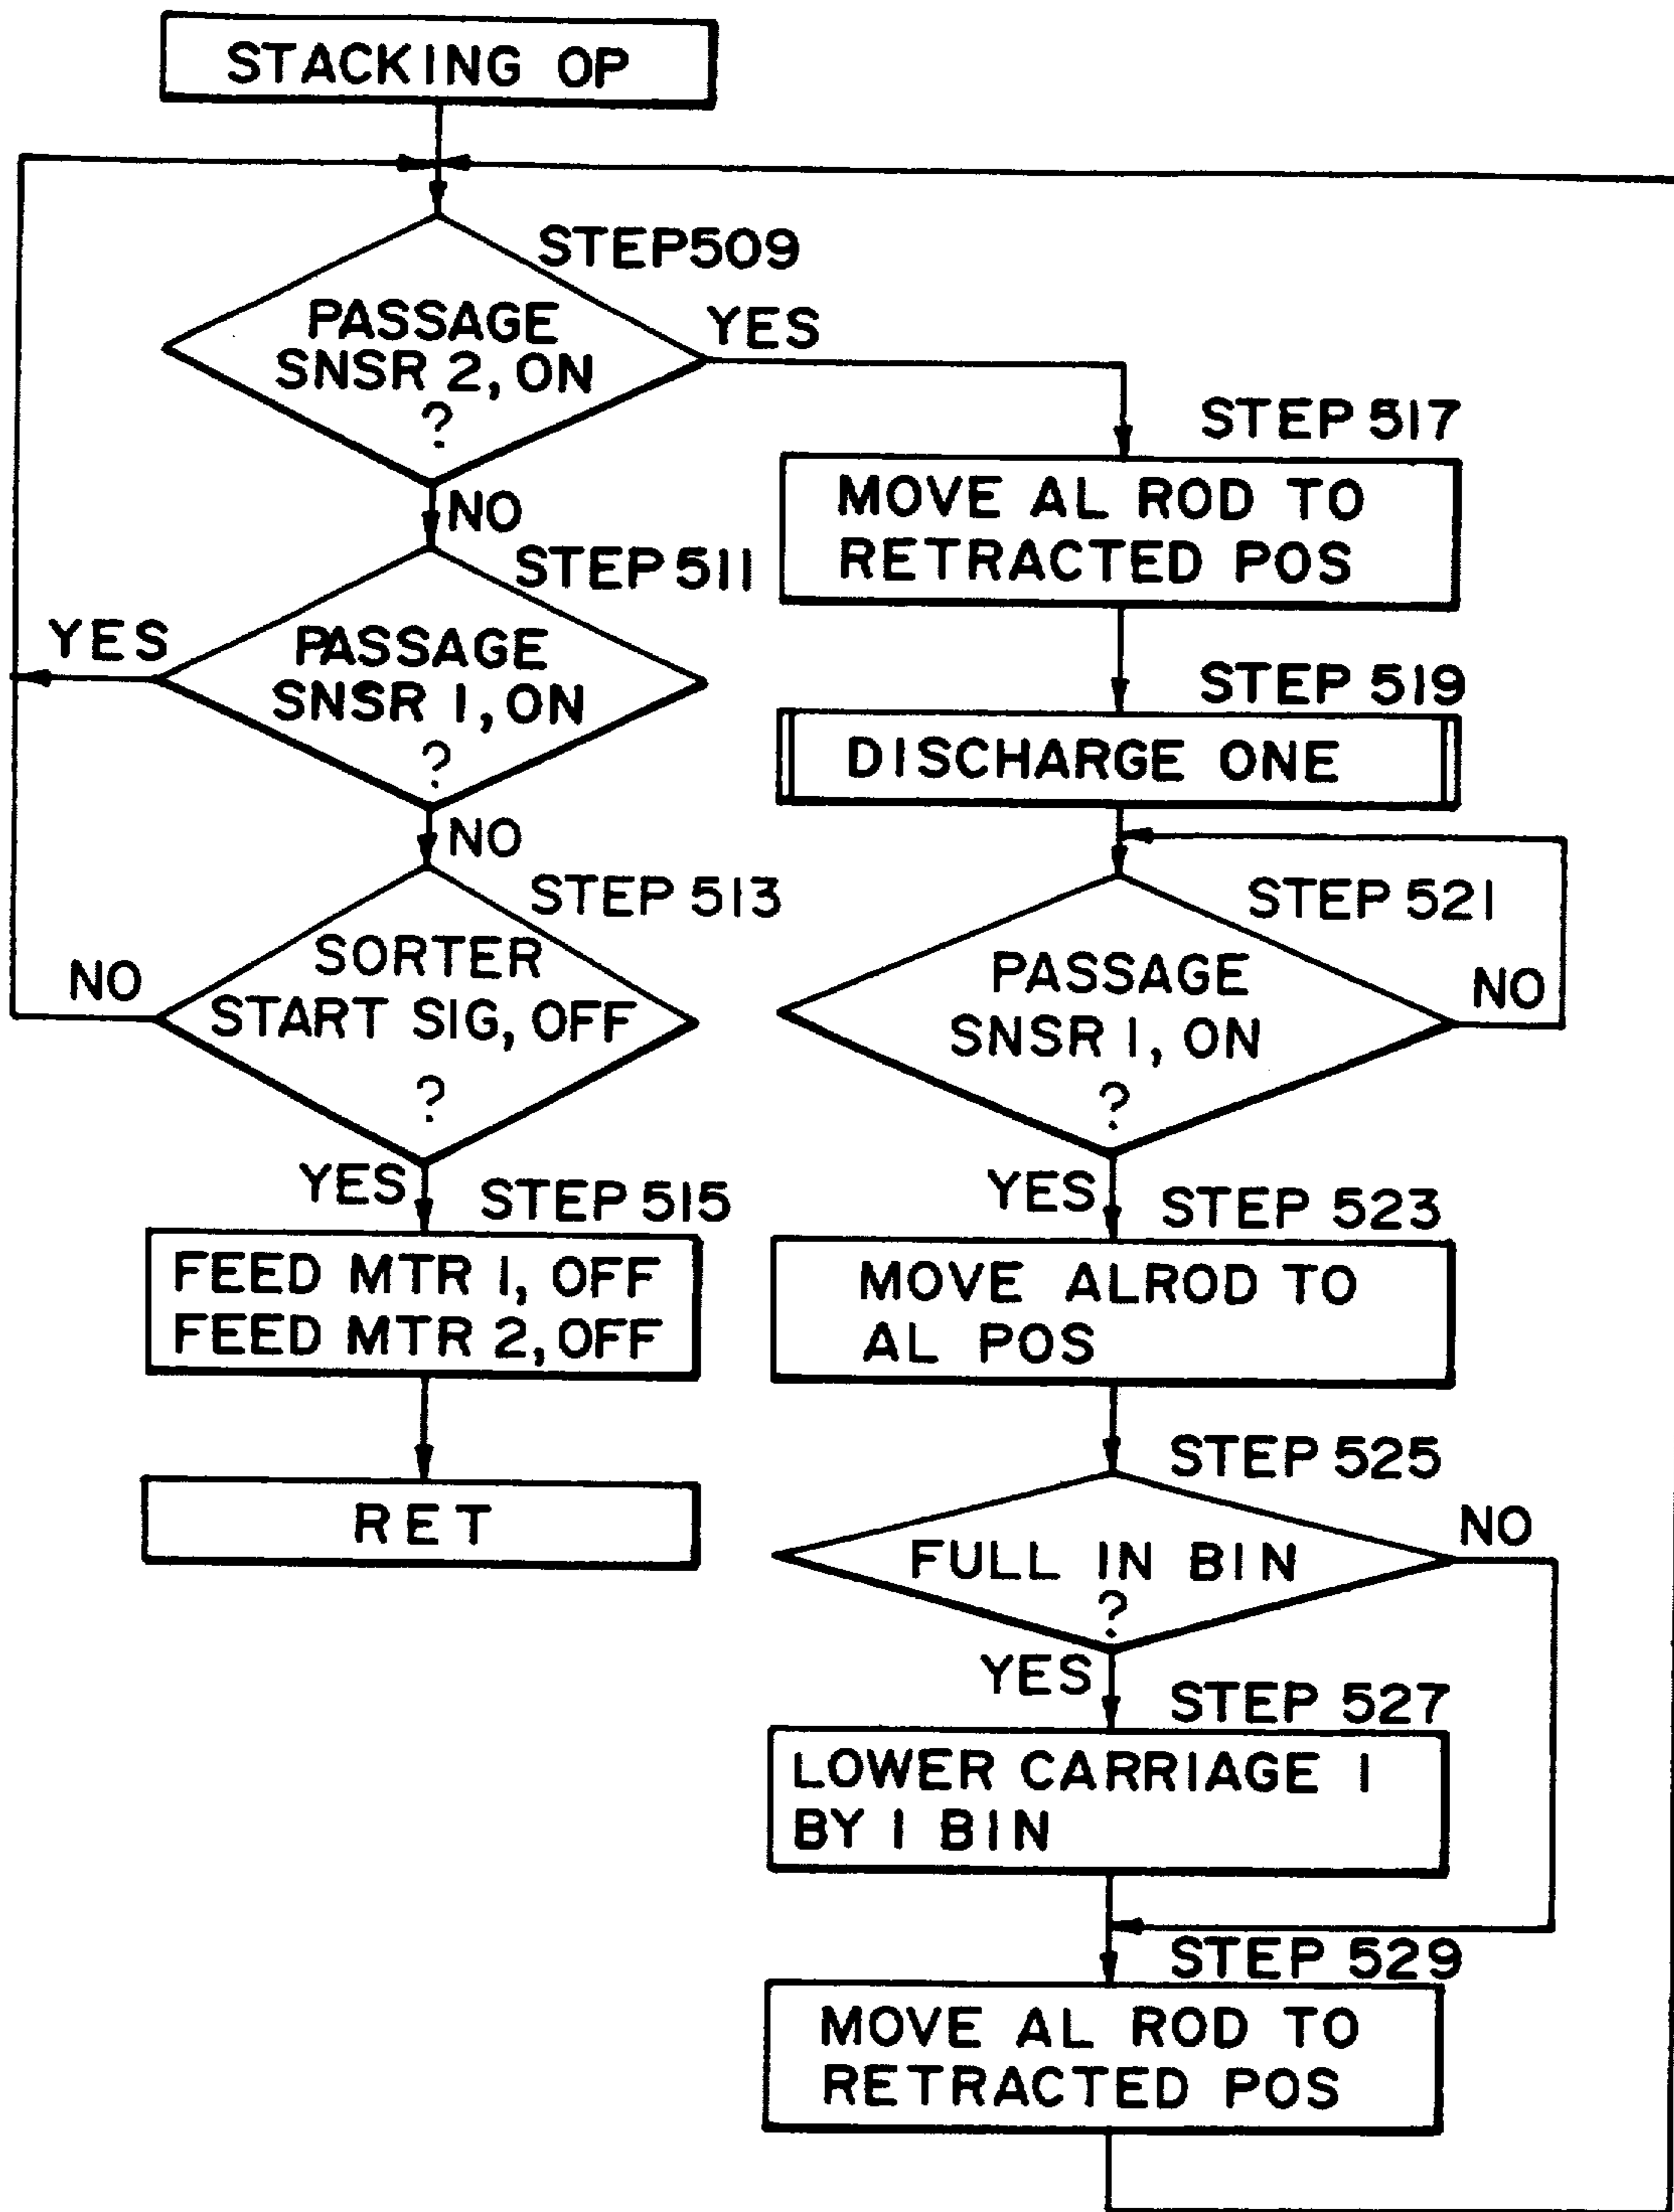 STACKING OP
STEP509
PASSAGE
SNSR 2, ON
?
YES
NO
STEP511
PASSAGE
SNSR 1, ON
?
YES
NO
STEP 513
SORTER
START SIG, OFF
?
NO
YES
STEP 515
FEED MTR 1, OFF
FEED MTR 2, OFF
RET
STEP 517
MOVE AL ROD TO
RETRACTED POS
STEP 519
DISCHARGE ONE
STEP 521
PASSAGE
SNSR 1, ON
?
NO
YES
STEP 523
MOVE ALROD TO
AL POS
STEP 525
FULL IN BIN
?
NO
YES
STEP 527
LOWER CARRIAGE 1
BY 1 BIN
STEP 529
MOVE AL ROD TO
RETRACTED POS